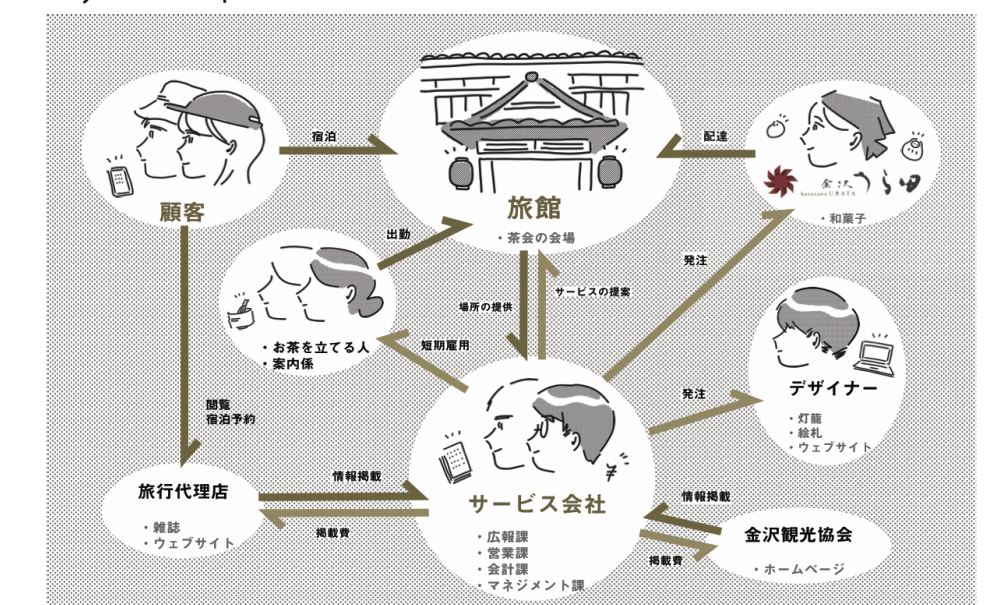 宿泊
配達
顧客
旅館
・茶会の会場
金沢 うら田
kanazawa URATA
・和菓子
出勤
発注
場所の提供
サービスの提案
・お茶を立てる人
・案内係
短期雇用
閲覧
宿泊予約
発注
デザイナー
・灯籠
・絵札
・ウェブサイト
旅行代理店
・雑誌
・ウェブサイト
情報掲載
掲載費
¥
サービス会社
・広報課
・営業課
・会計課
・マネジメント課
情報掲載
掲載費
金沢観光協会
・ホームページ